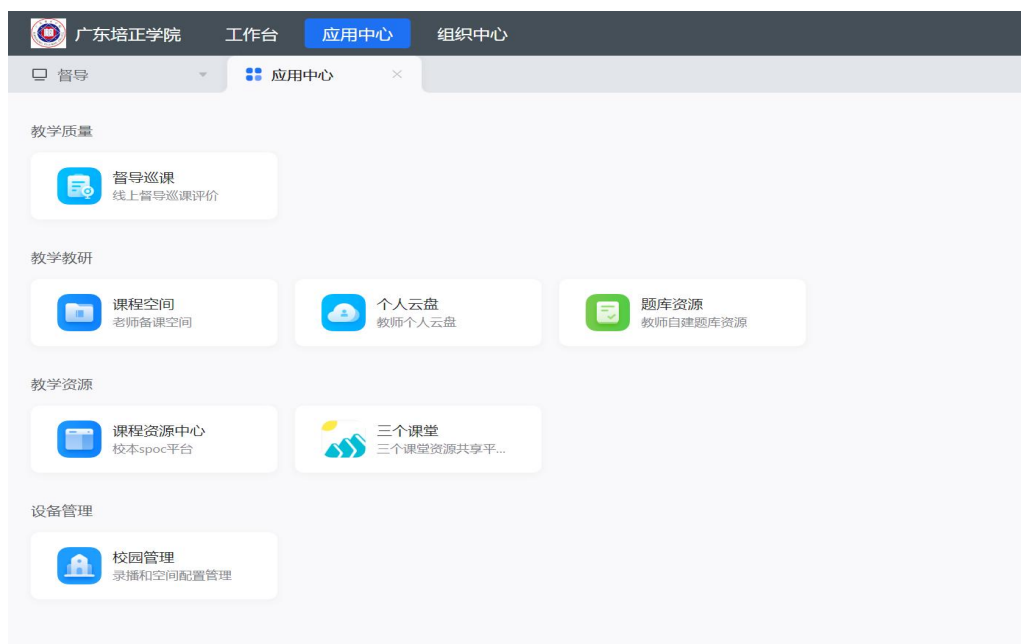 广东培正学院 工作台 应用中心 组织中心
督导 应用中心
教学质量
督导巡课
线上督导巡课评价
教学教研
课程空间 个人云盘 题库资源
老师备课空间 教师个人云盘 教师自建题库资源
教学资源
课程资源中心 三个课堂
校本spoc平台 三个课堂资源共享平...
设备管理
校园管理
录播和空间配置管理